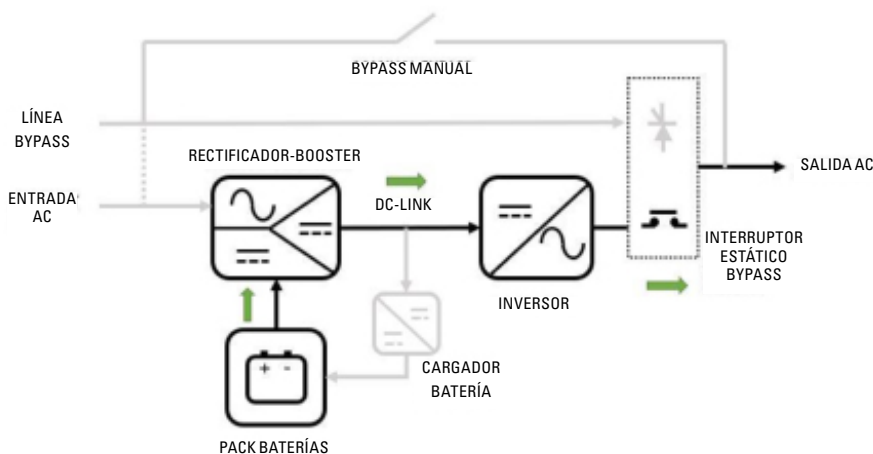 BYPASS MANUAL
LÍNEA
BYPASS
RECTIFICADOR-BOOSTER
SALIDA AC
DC-LINK
ENTRADA
AC
INTERRUPTOR
ESTÁTICO
BYPASS
INVERSOR
+ -
CARGADOR
BATERÍA
PACK BATERÍAS